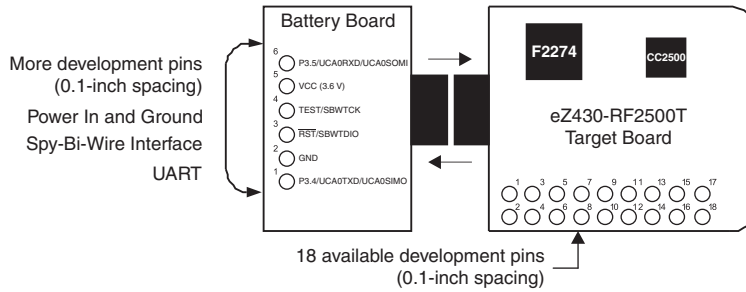 Battery Board
More development pins
(0.1-inch spacing)
Power In and Ground
Spy-Bi-Wire Interface
UART
6
P3.5/UCA0RXD/UCA0SOMI
5
VCC (3.6 V)
4
TEST/SBWTCK
3
RST/SBWTDIO
2
GND
1
P3.4/UCA0TXD/UCA0SIMO
F2274
CC2500
eZ430-RF2500T
Target Board
1 3 5 7 9 11 13 15 17
2 4 6 8 10 12 14 16 18
18 available development pins
(0.1-inch spacing)